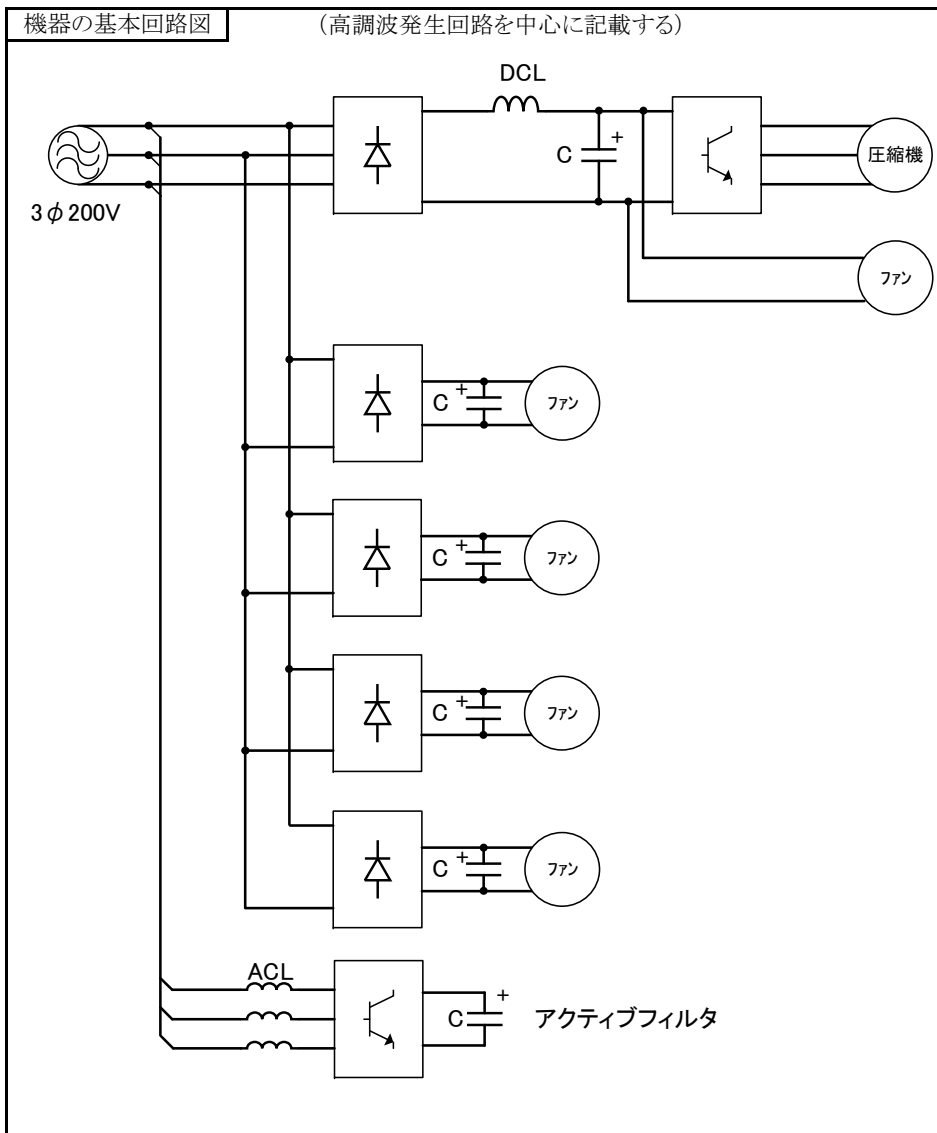 機器の基本回路図 (高調波発生回路を中心に記載する)
DCL
C +
圧縮機
3φ200V
ファン
C + ファン
C + ファン
C + ファン
C + ファン
ACL
C + アクティブフィルタ